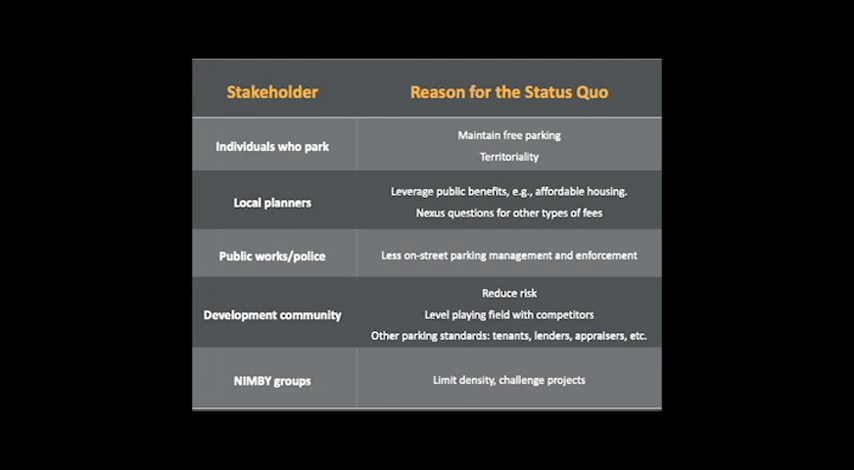 Stakeholder
Reason for the Status Quo
Individuals who park
Maintain free parking
Territoriality
Local planners
Leverage public benefits, e.g., affordable housing.
Nexus questions for other types of fees
Public works/police
Less on-street parking management and enforcement
Development community
Reduce risk
Level playing field with competitors
Other parking standards: tenants, lenders, appraisers, etc.
NIMBY groups
Limit density, challenge projects